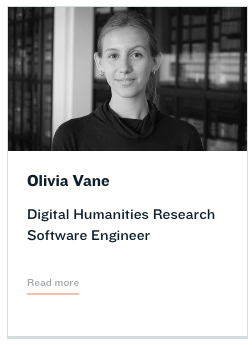 Olivia Vane
Digital Humanities Research
Software Engineer
Read more